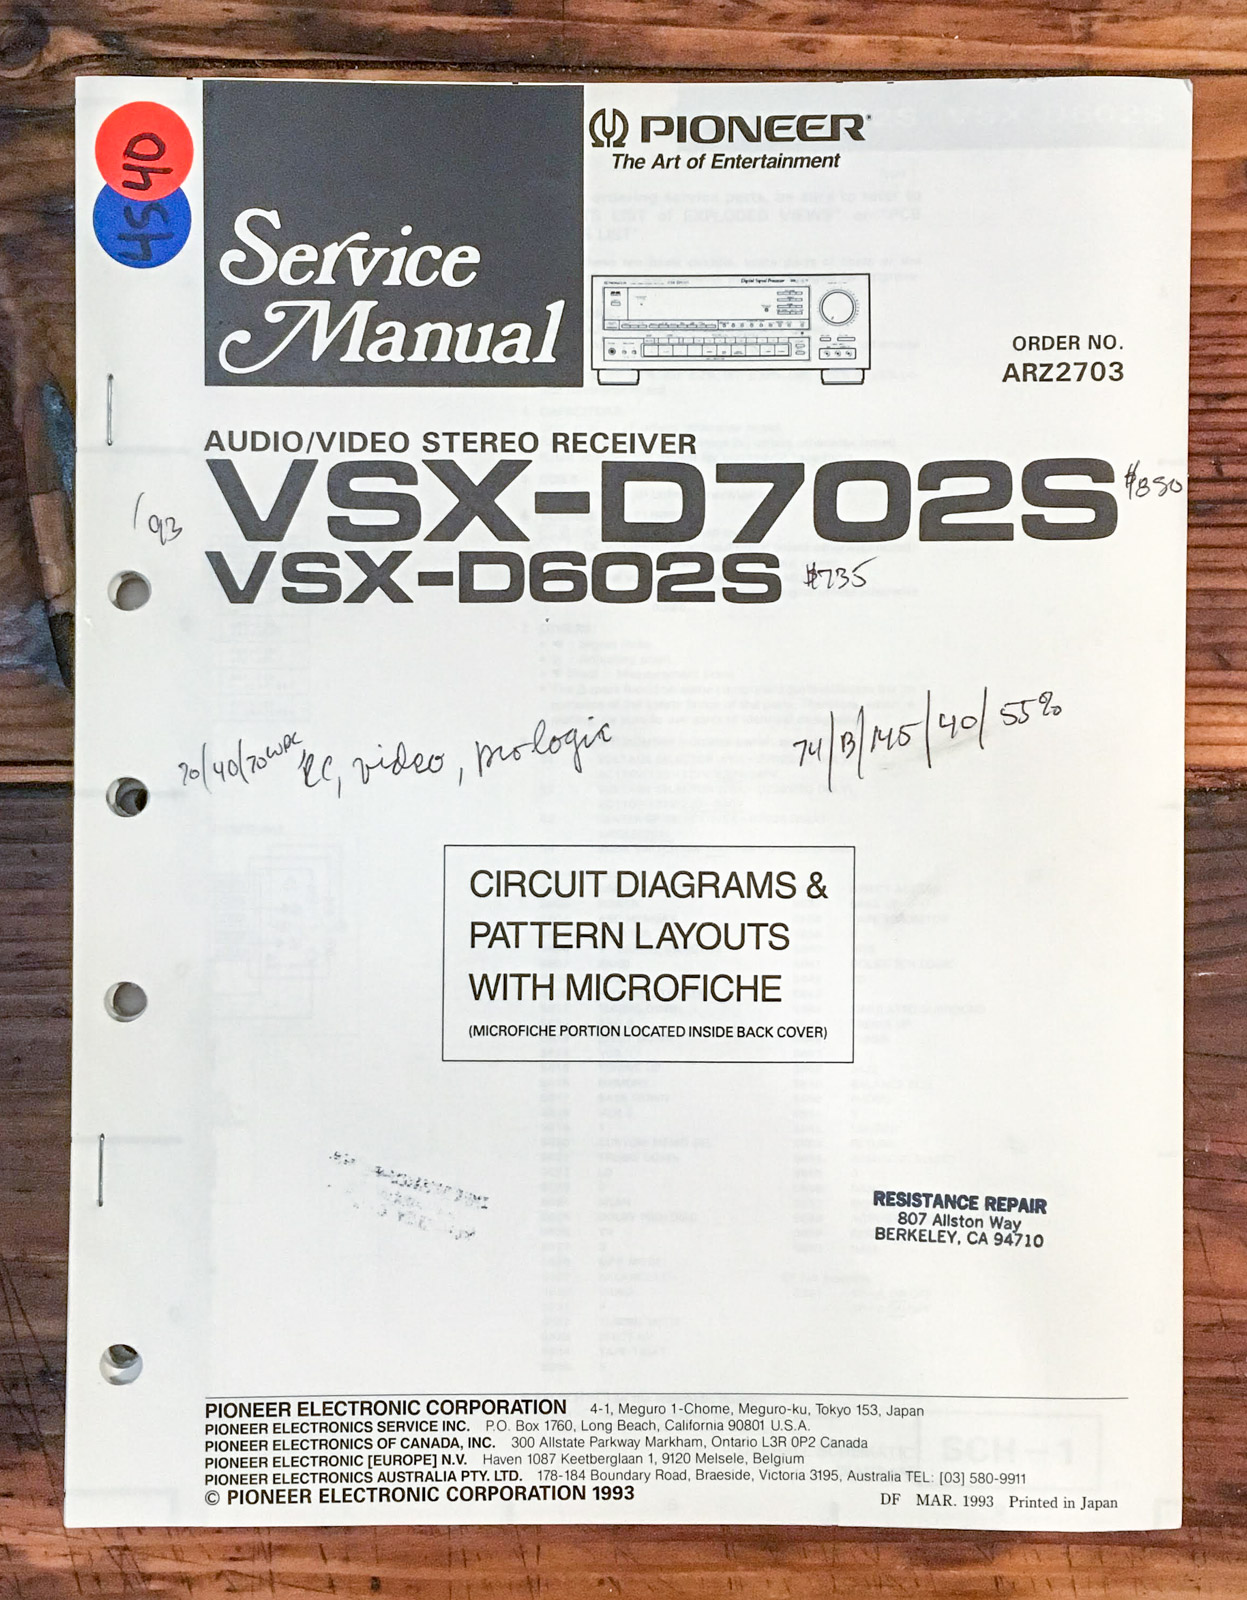 40
45
PIONEER
The Art of Entertainment
Service
Manual
ORDER NO.
ARZ2703
AUDIO/VIDEO STEREO RECEIVER
VSX-D702S $850
/93
VSX-D602S $735
70/40/70WPC RC, video, prologic
74/B/145/40/55%
CIRCUIT DIAGRAMS &
PATTERN LAYOUTS
WITH MICROFICHE
(MICROFICHE PORTION LOCATED INSIDE BACK COVER)
RESISTANCE REPAIR
807 Allston Way
BERKELEY, CA 94710
PIONEER ELECTRONIC CORPORATION 4-1, Meguro 1-Chome, Meguro-ku, Tokyo 153, Japan
PIONEER ELECTRONICS SERVICE INC. P.O. Box 1760, Long Beach, California 90801 U.S.A.
PIONEER ELECTRONICS OF CANADA, INC. 300 Allstate Parkway Markham, Ontario L3R 0P2 Canada
PIONEER ELECTRONIC [EUROPE] N.V. Haven 1087 Keetberglaan 1, 9120 Melsele, Belgium
PIONEER ELECTRONICS AUSTRALIA PTY. LTD. 178-184 Boundary Road, Braeside, Victoria 3195, Australia TEL: [03] 580-9911
© PIONEER ELECTRONIC CORPORATION 1993
DF MAR. 1993 Printed in Japan